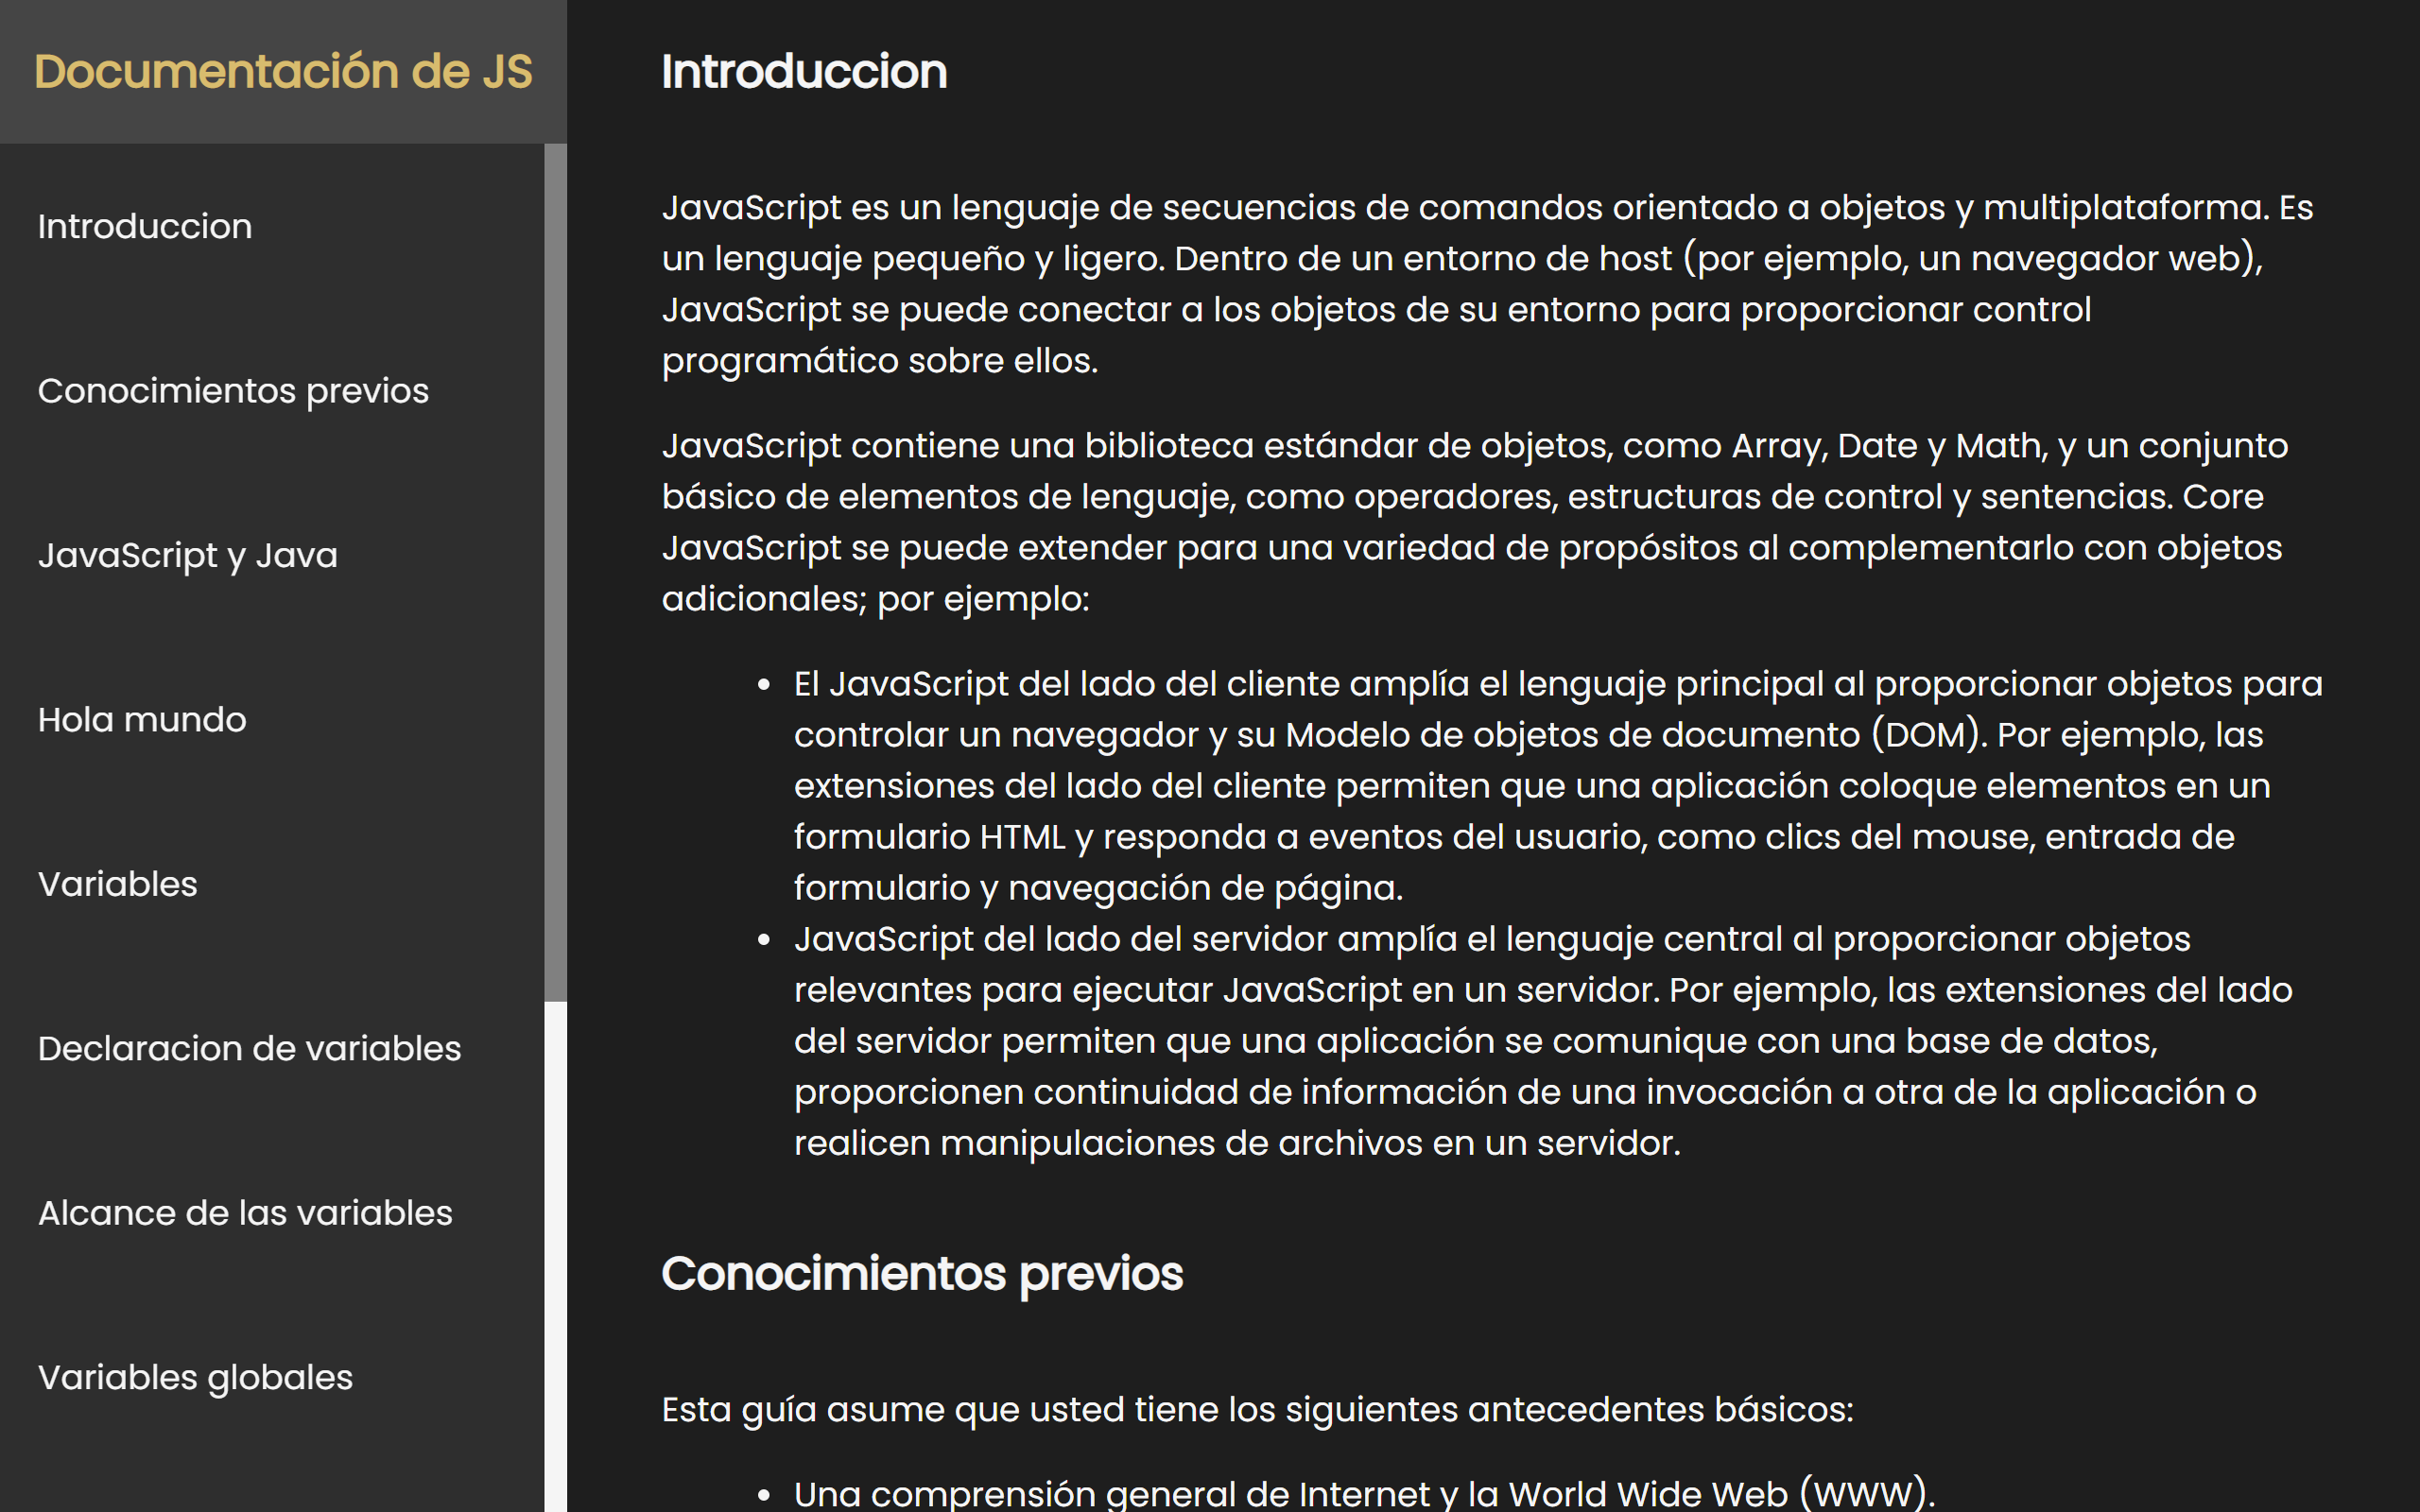 Documentación de JS
Introduccion
Conocimientos previos
JavaScript y Java
Hola mundo
Variables
Declaracion de variables
Alcance de las variables
Variables globales
Introduccion
JavaScript es un lenguaje de secuencias de comandos orientado a objetos y multiplataforma. Es
un lenguaje pequeño y ligero. Dentro de un entorno de host (por ejemplo, un navegador web),
JavaScript se puede conectar a los objetos de su entorno para proporcionar control
programático sobre ellos.
JavaScript contiene una biblioteca estándar de objetos, como Array, Date y Math, y un conjunto
básico de elementos de lenguaje, como operadores, estructuras de control y sentencias. Core
JavaScript se puede extender para una variedad de propósitos al complementarlo con objetos
adicionales; por ejemplo:
• El JavaScript del lado del cliente amplía el lenguaje principal al proporcionar objetos para
controlar un navegador y su Modelo de objetos de documento (DOM). Por ejemplo, las
extensiones del lado del cliente permiten que una aplicación coloque elementos en un
formulario HTML y responda a eventos del usuario, como clics del mouse, entrada de
formulario y navegación de página.
• JavaScript del lado del servidor amplía el lenguaje central al proporcionar objetos
relevantes para ejecutar JavaScript en un servidor. Por ejemplo, las extensiones del lado
del servidor permiten que una aplicación se comunique con una base de datos,
proporcionen continuidad de información de una invocación a otra de la aplicación o
realicen manipulaciones de archivos en un servidor.
Conocimientos previos
Esta guía asume que usted tiene los siguientes antecedentes básicos:
• Una comprensión general de Internet y la World Wide Web (WWW).